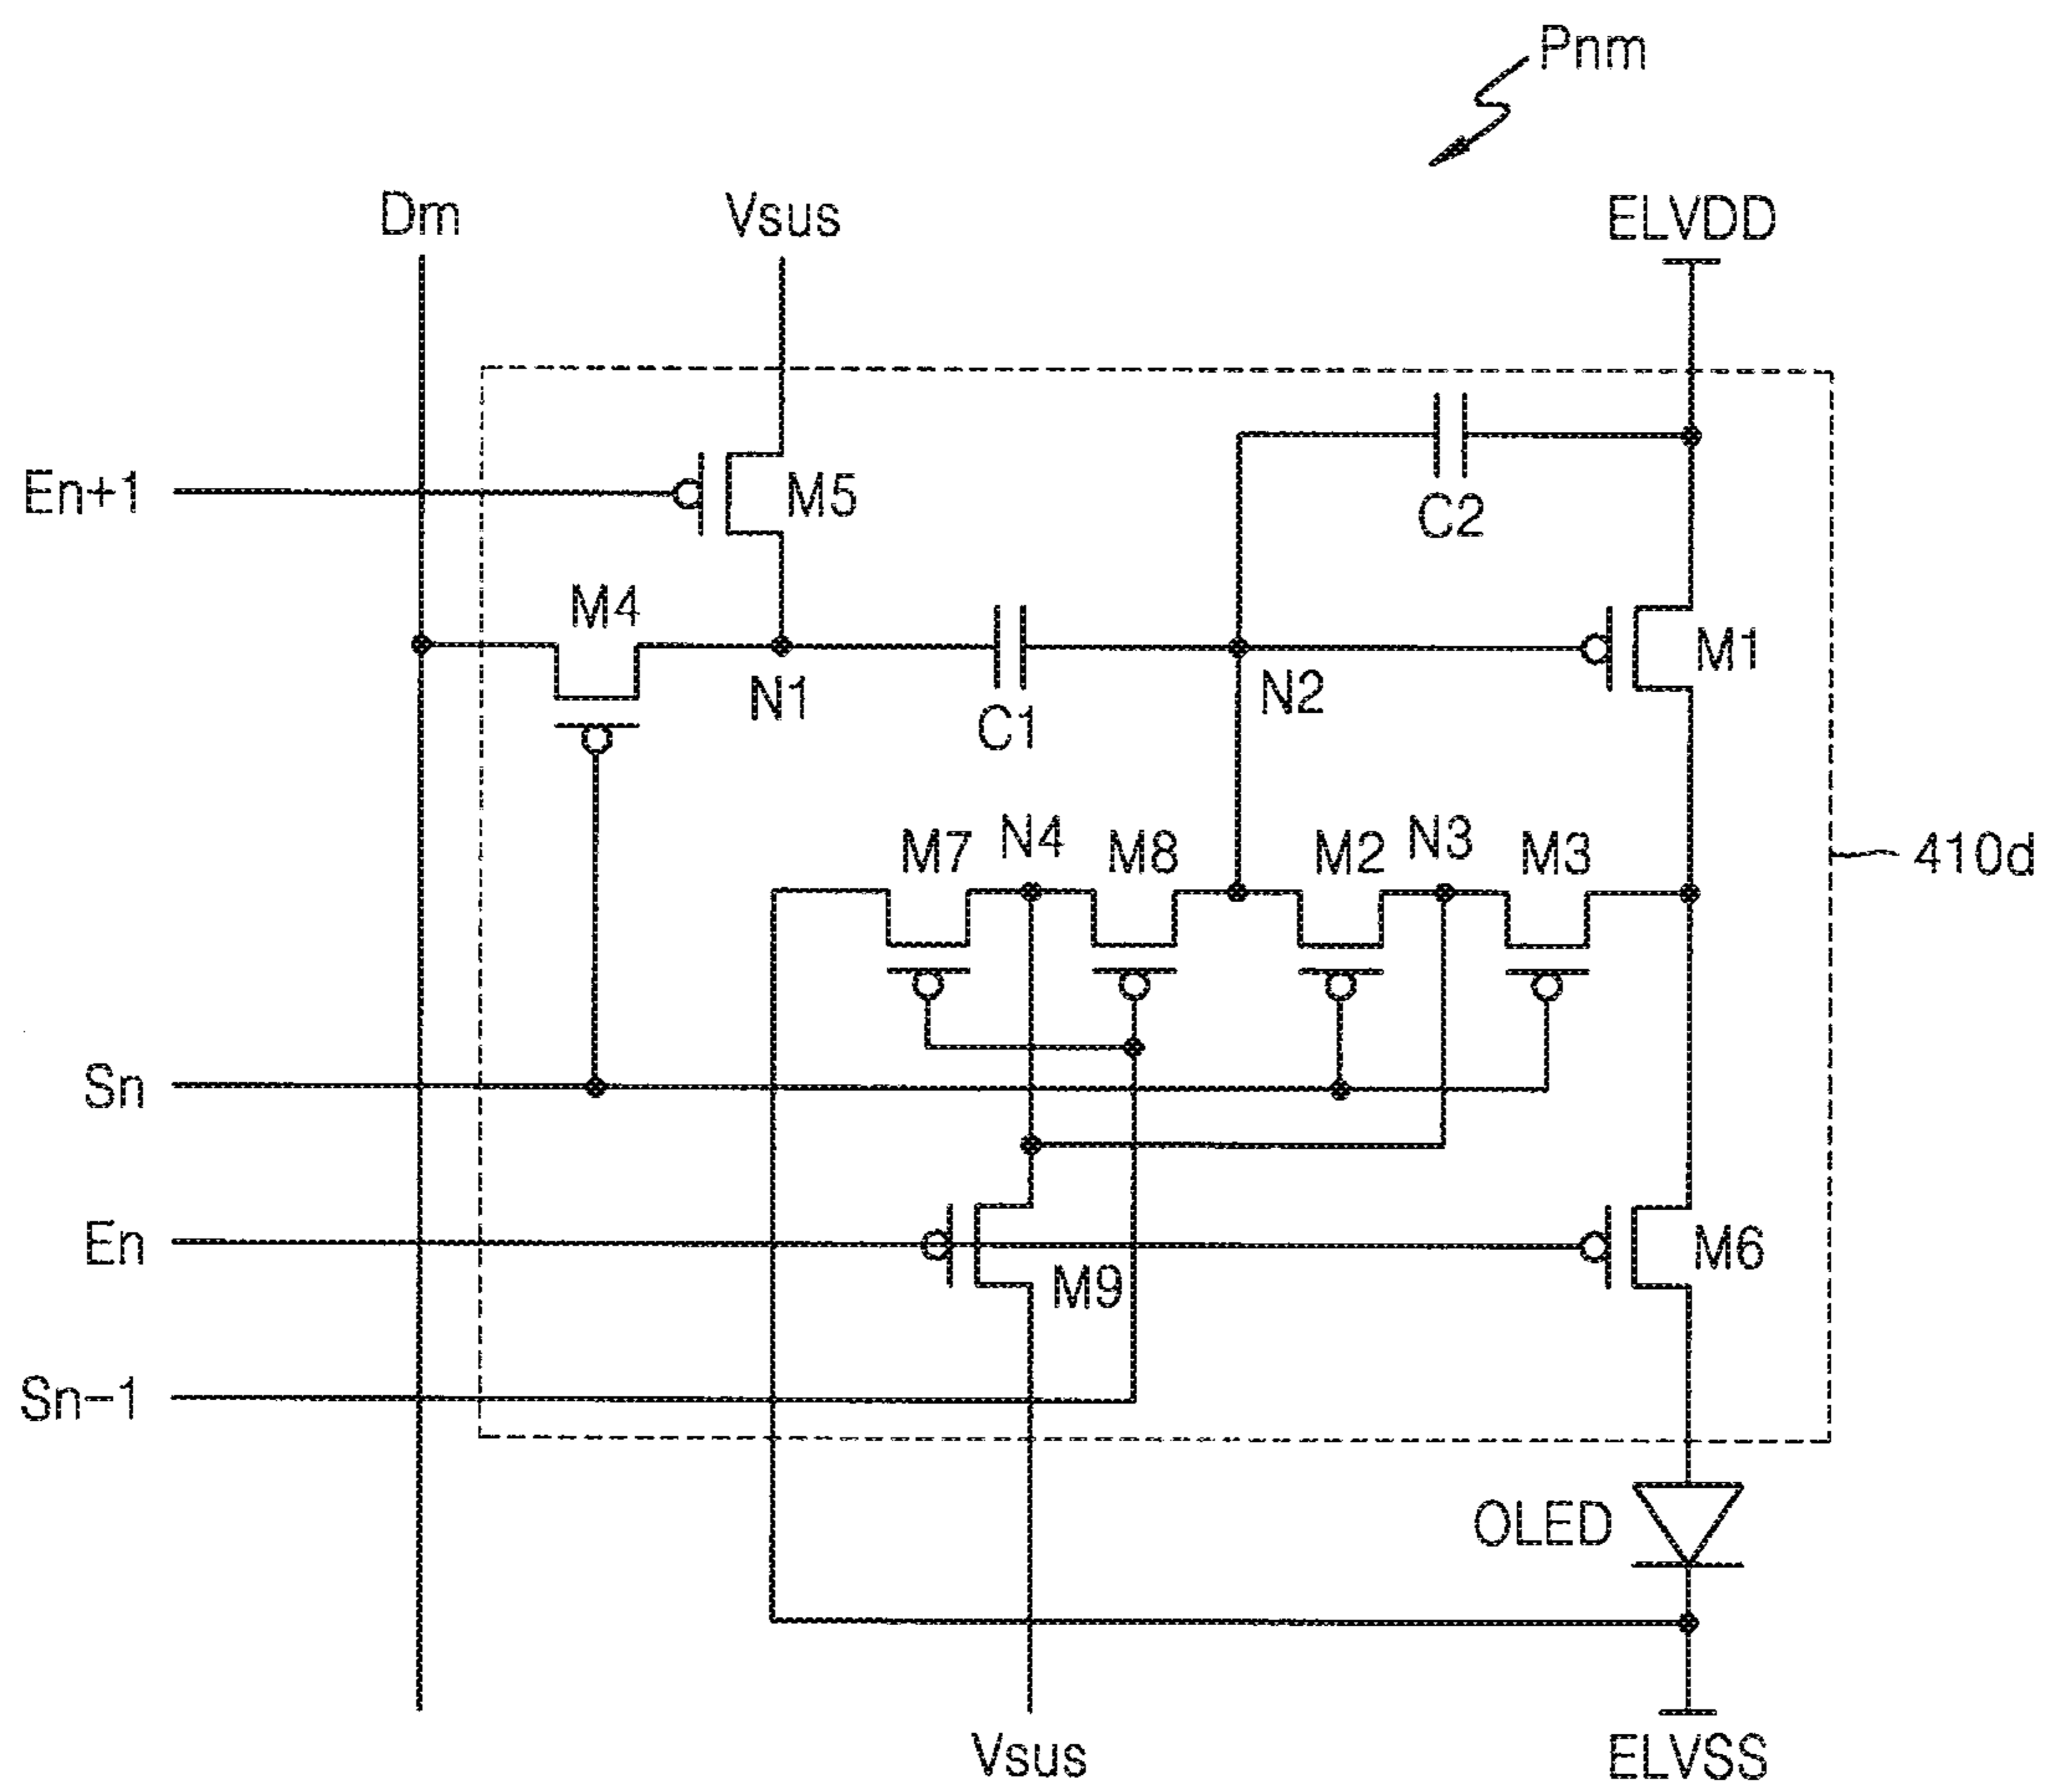 Pnm
Dm
Vsus
ELVDD
En+1
M5
C2
M4
M1
N1
C1
N2
M7
N4
M8
M2
N3
M3
410d
Sn
En
M9
M6
Sn-1
OLED
Vsus
ELVSS